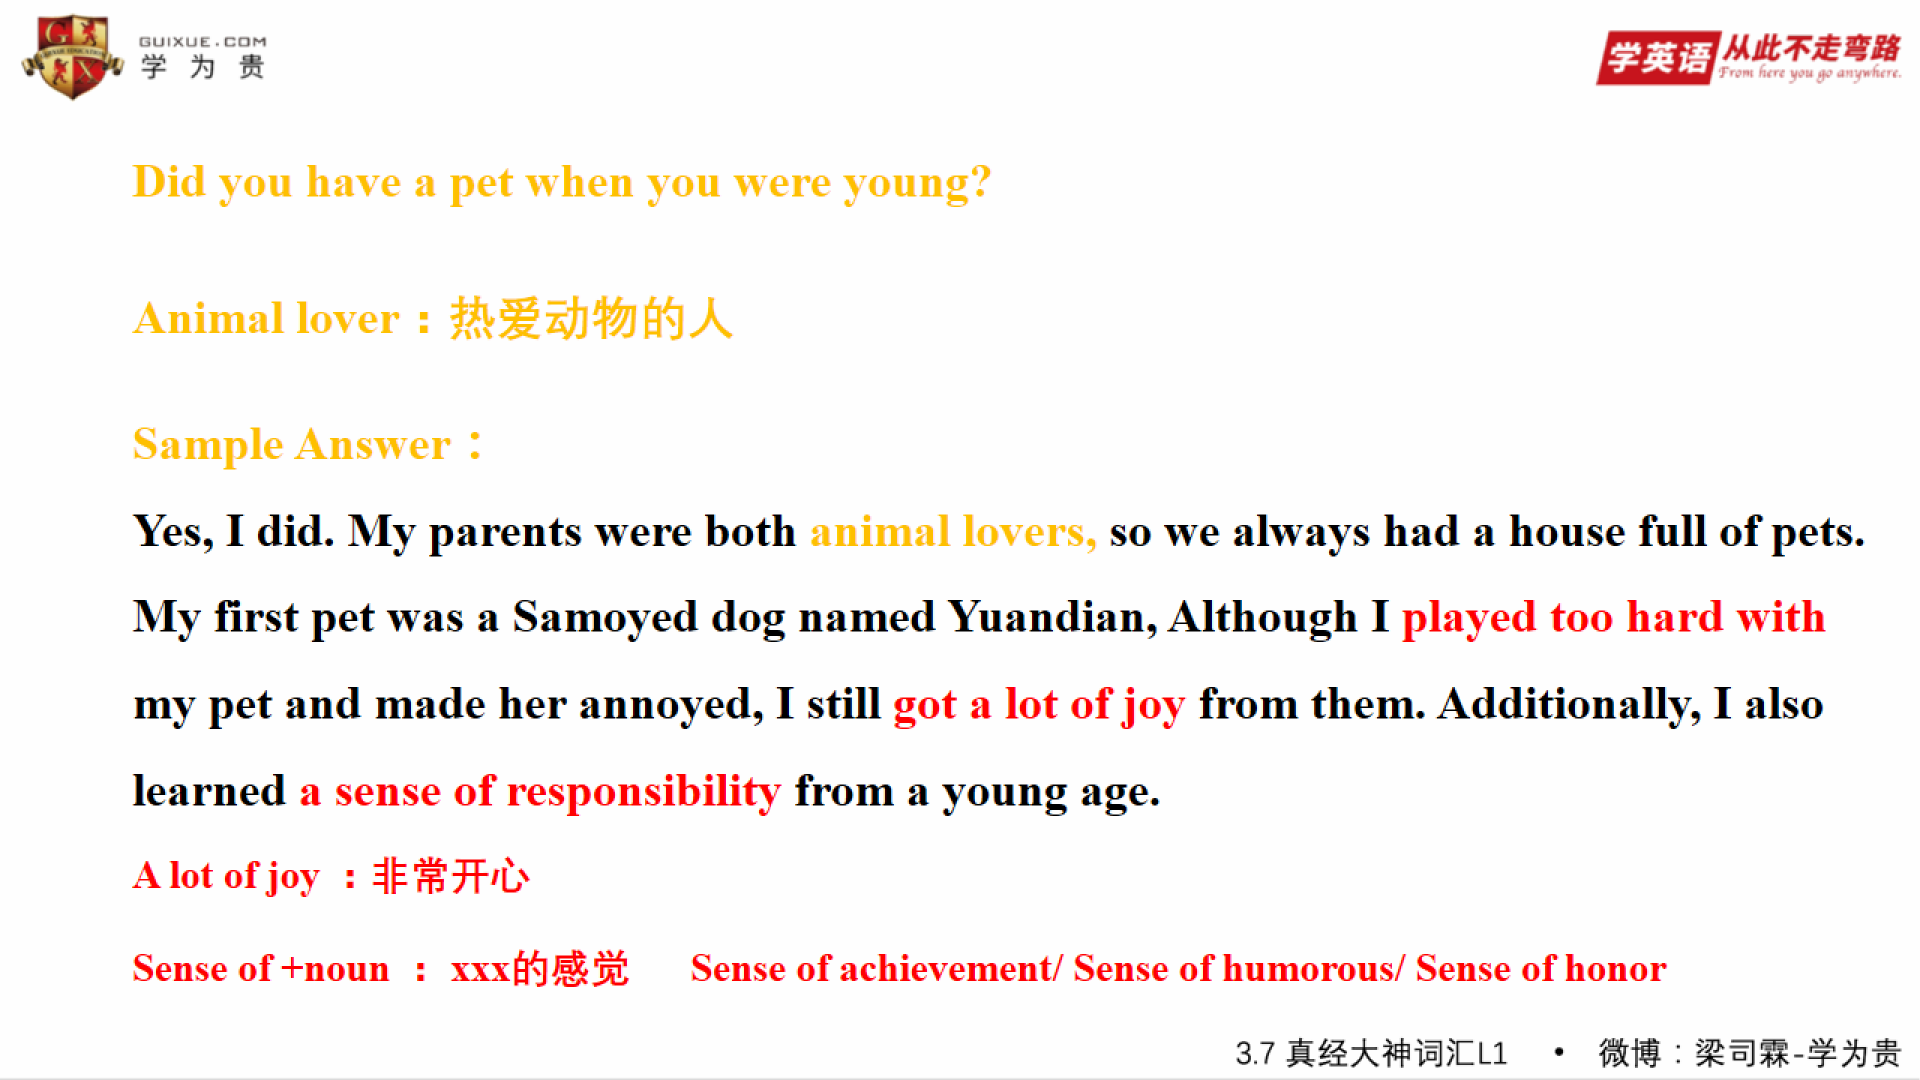 GUIXUE.COM
学为贵
学英语 从此不走弯路
From here you go anywhere.
Did you have a pet when you were young?
Animal lover：热爱动物的人
Sample Answer：
Yes, I did. My parents were both animal lovers, so we always had a house full of pets.
My first pet was a Samoyed dog named Yuandian, Although I played too hard with
my pet and made her annoyed, I still got a lot of joy from them. Additionally, I also
learned a sense of responsibility from a young age.
A lot of joy ：非常开心
Sense of +noun ： xxx的感觉 Sense of achievement/ Sense of humorous/ Sense of honor
3.7 真经大神词汇L1 • 微博：梁司霖-学为贵